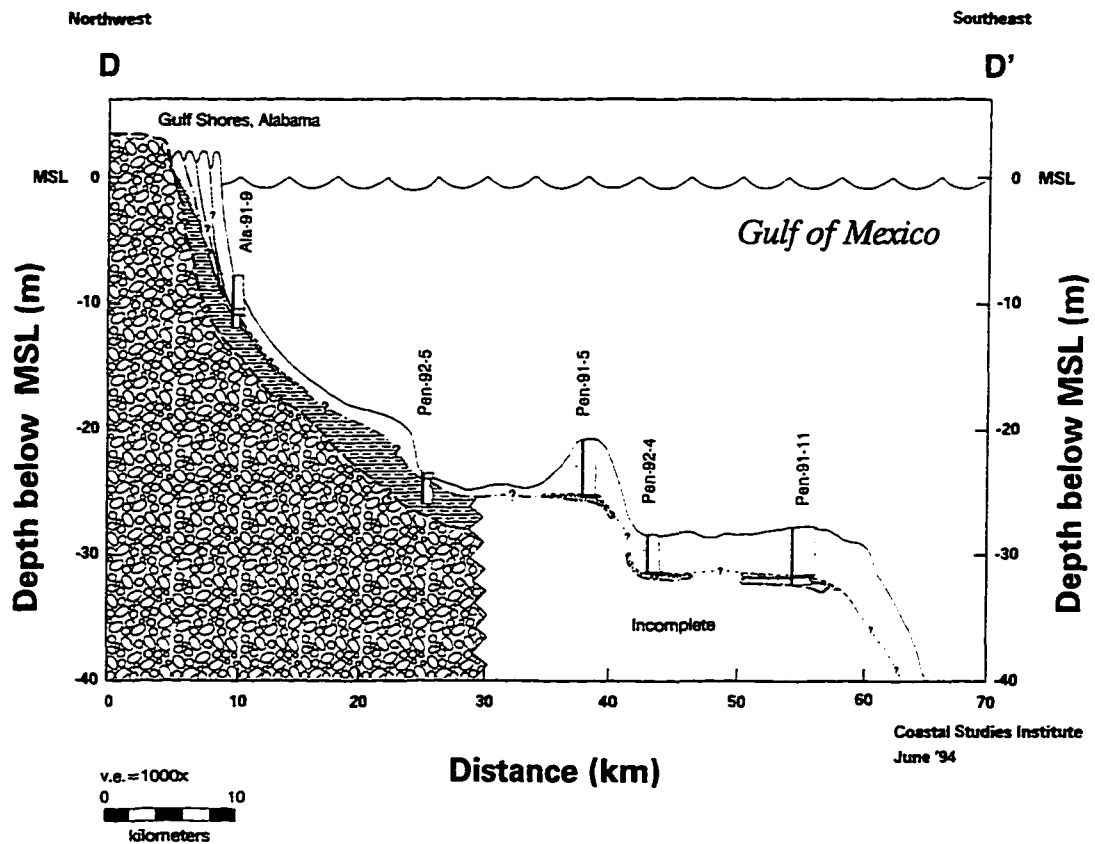 Northwest
Southeast
D
D'
Gulf Shores, Alabama
MSL 0
0 MSL
Ala-91-9
Gulf of Mexico
Depth below MSL (m)
Depth below MSL (m)
-10
-10
Pen-92-5
Pen-91-5
-20
-20
Pen-92-4
Pen-91-11
-30
-30
Incomplete
-40
-40
0 10 20 30 40 50 60 70
Coastal Studies Institute
June '94
Distance (km)
v.e.=1000x
0 10
kilometers
? ? ? ? ? ? ? ? ?